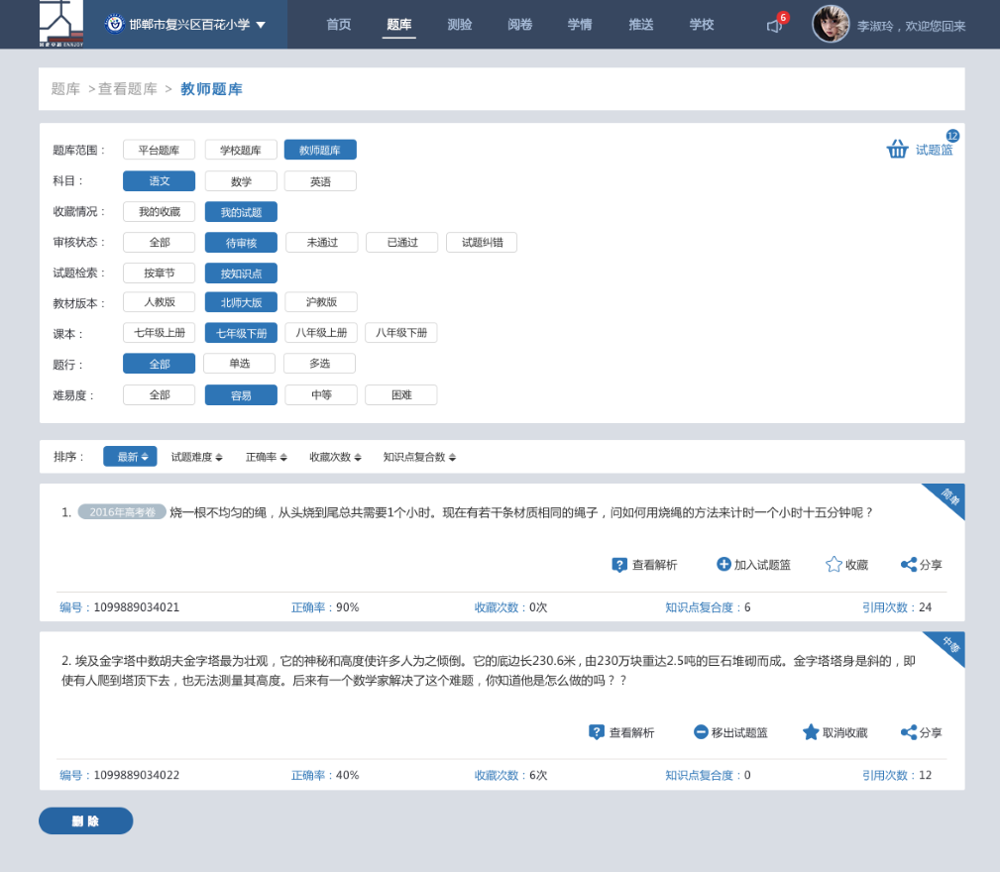 邯郸市复兴区百花小学 首页 题库 测验 阅卷 学情 推送 学校 6 李淑玲，欢迎您回来
题库 >查看题库 > 教师题库
题库范围： 平台题库 学校题库 教师题库 试题篮 12
科目： 语文 数学 英语
收藏情况： 我的收藏 我的试题
审核状态： 全部 待审核 未通过 已通过 试题纠错
试题检索： 按章节 按知识点
教材版本： 人教版 北师大版 沪教版
课本： 七年级上册 七年级下册 八年级上册 八年级下册
题行： 全部 单选 多选
难易度： 全部 容易 中等 困难
排序： 最新 试题难度 正确率 收藏次数 知识点复合数
简单
1. 2016年高考卷 烧一根不均匀的绳，从头烧到尾总共需要1个小时。现在有若干条材质相同的绳子，问如何用烧绳的方法来计时一个小时十五分钟呢？
查看解析 加入试题篮 收藏 分享
编号：1099889034021 正确率：90% 收藏次数：0次 知识点复合度：6 引用次数：24
中等
2. 埃及金字塔中数胡夫金字塔最为壮观，它的神秘和高度使许多人为之倾倒。它的底边长230.6米，由230万块重达2.5吨的巨石堆砌而成。金字塔塔身是斜的，即
使有人爬到塔顶下去，也无法测量其高度。后来有一个数学家解决了这个难题，你知道他是怎么做的吗？？
查看解析 移出试题篮 取消收藏 分享
编号：1099889034022 正确率：40% 收藏次数：6次 知识点复合度：0 引用次数：12
删 除